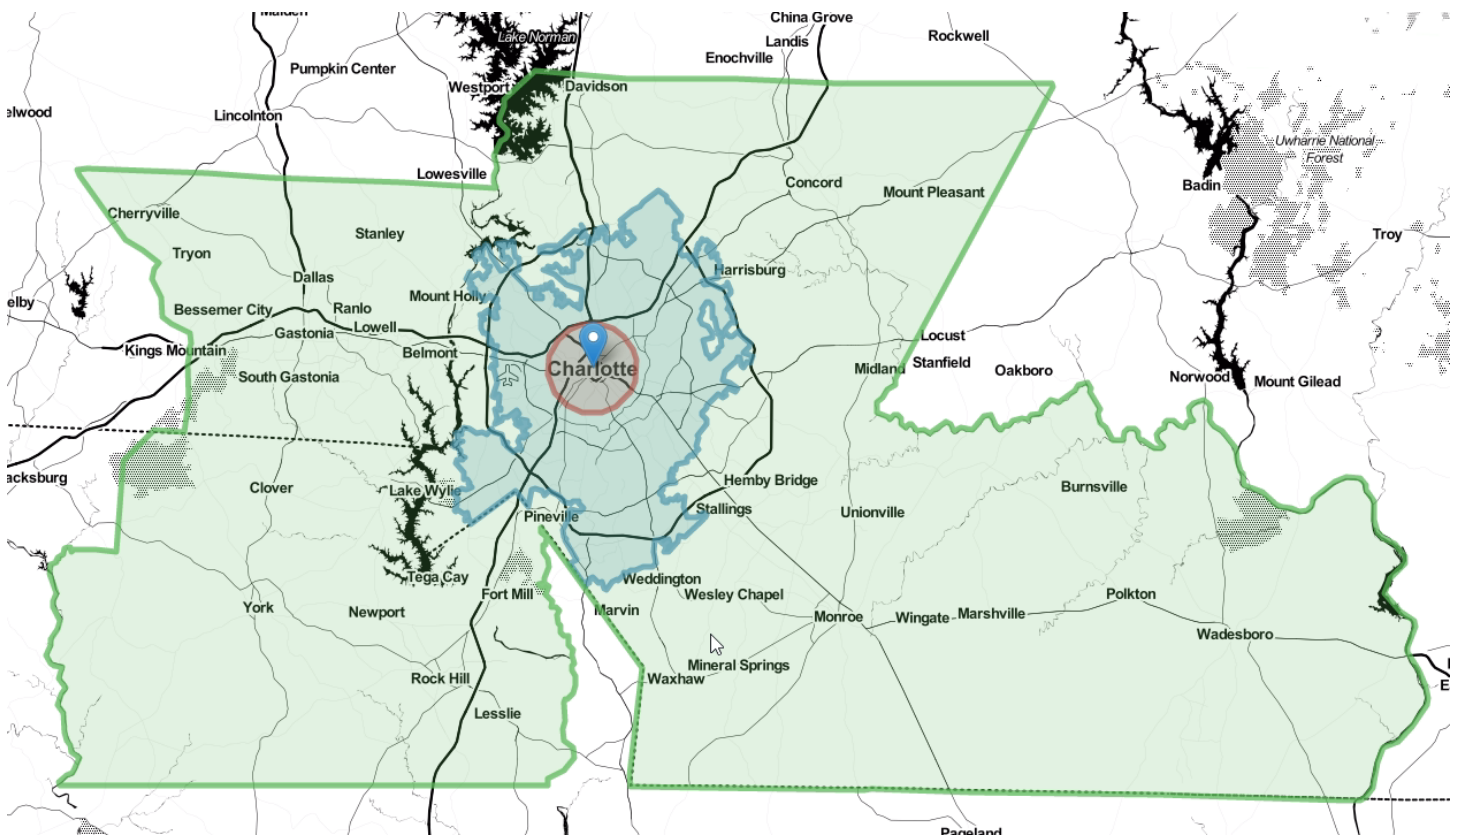 Maiden
China Grove
Lake Norman
Landis
Rockwell
Enochville
Pumpkin Center
Westport
Davidson
elwood
Lincolnton
Uwharrie National
Forest
Lowesville
Concord
Mount Pleasant
Badin
Cherryville
Stanley
Troy
Tryon
Harrisburg
Dallas
Mount Holly
elby
Bessemer City
Ranlo
Gastonia
Lowell
Locust
Kings Mountain
Belmont
Charlotte
Midland
Stanfield
Oakboro
South Gastonia
Norwood
Mount Gilead
acksburg
Clover
Lake Wylie
Hemby Bridge
Burnsville
Pineville
Stallings
Unionville
Tega Cay
Weddington
Fort Mill
Wesley Chapel
Polkton
York
Newport
Marvin
Monroe
Wingate
Marshville
Wadesboro
Mineral Springs
Rock Hill
Waxhaw
E
Lesslie
Pageland